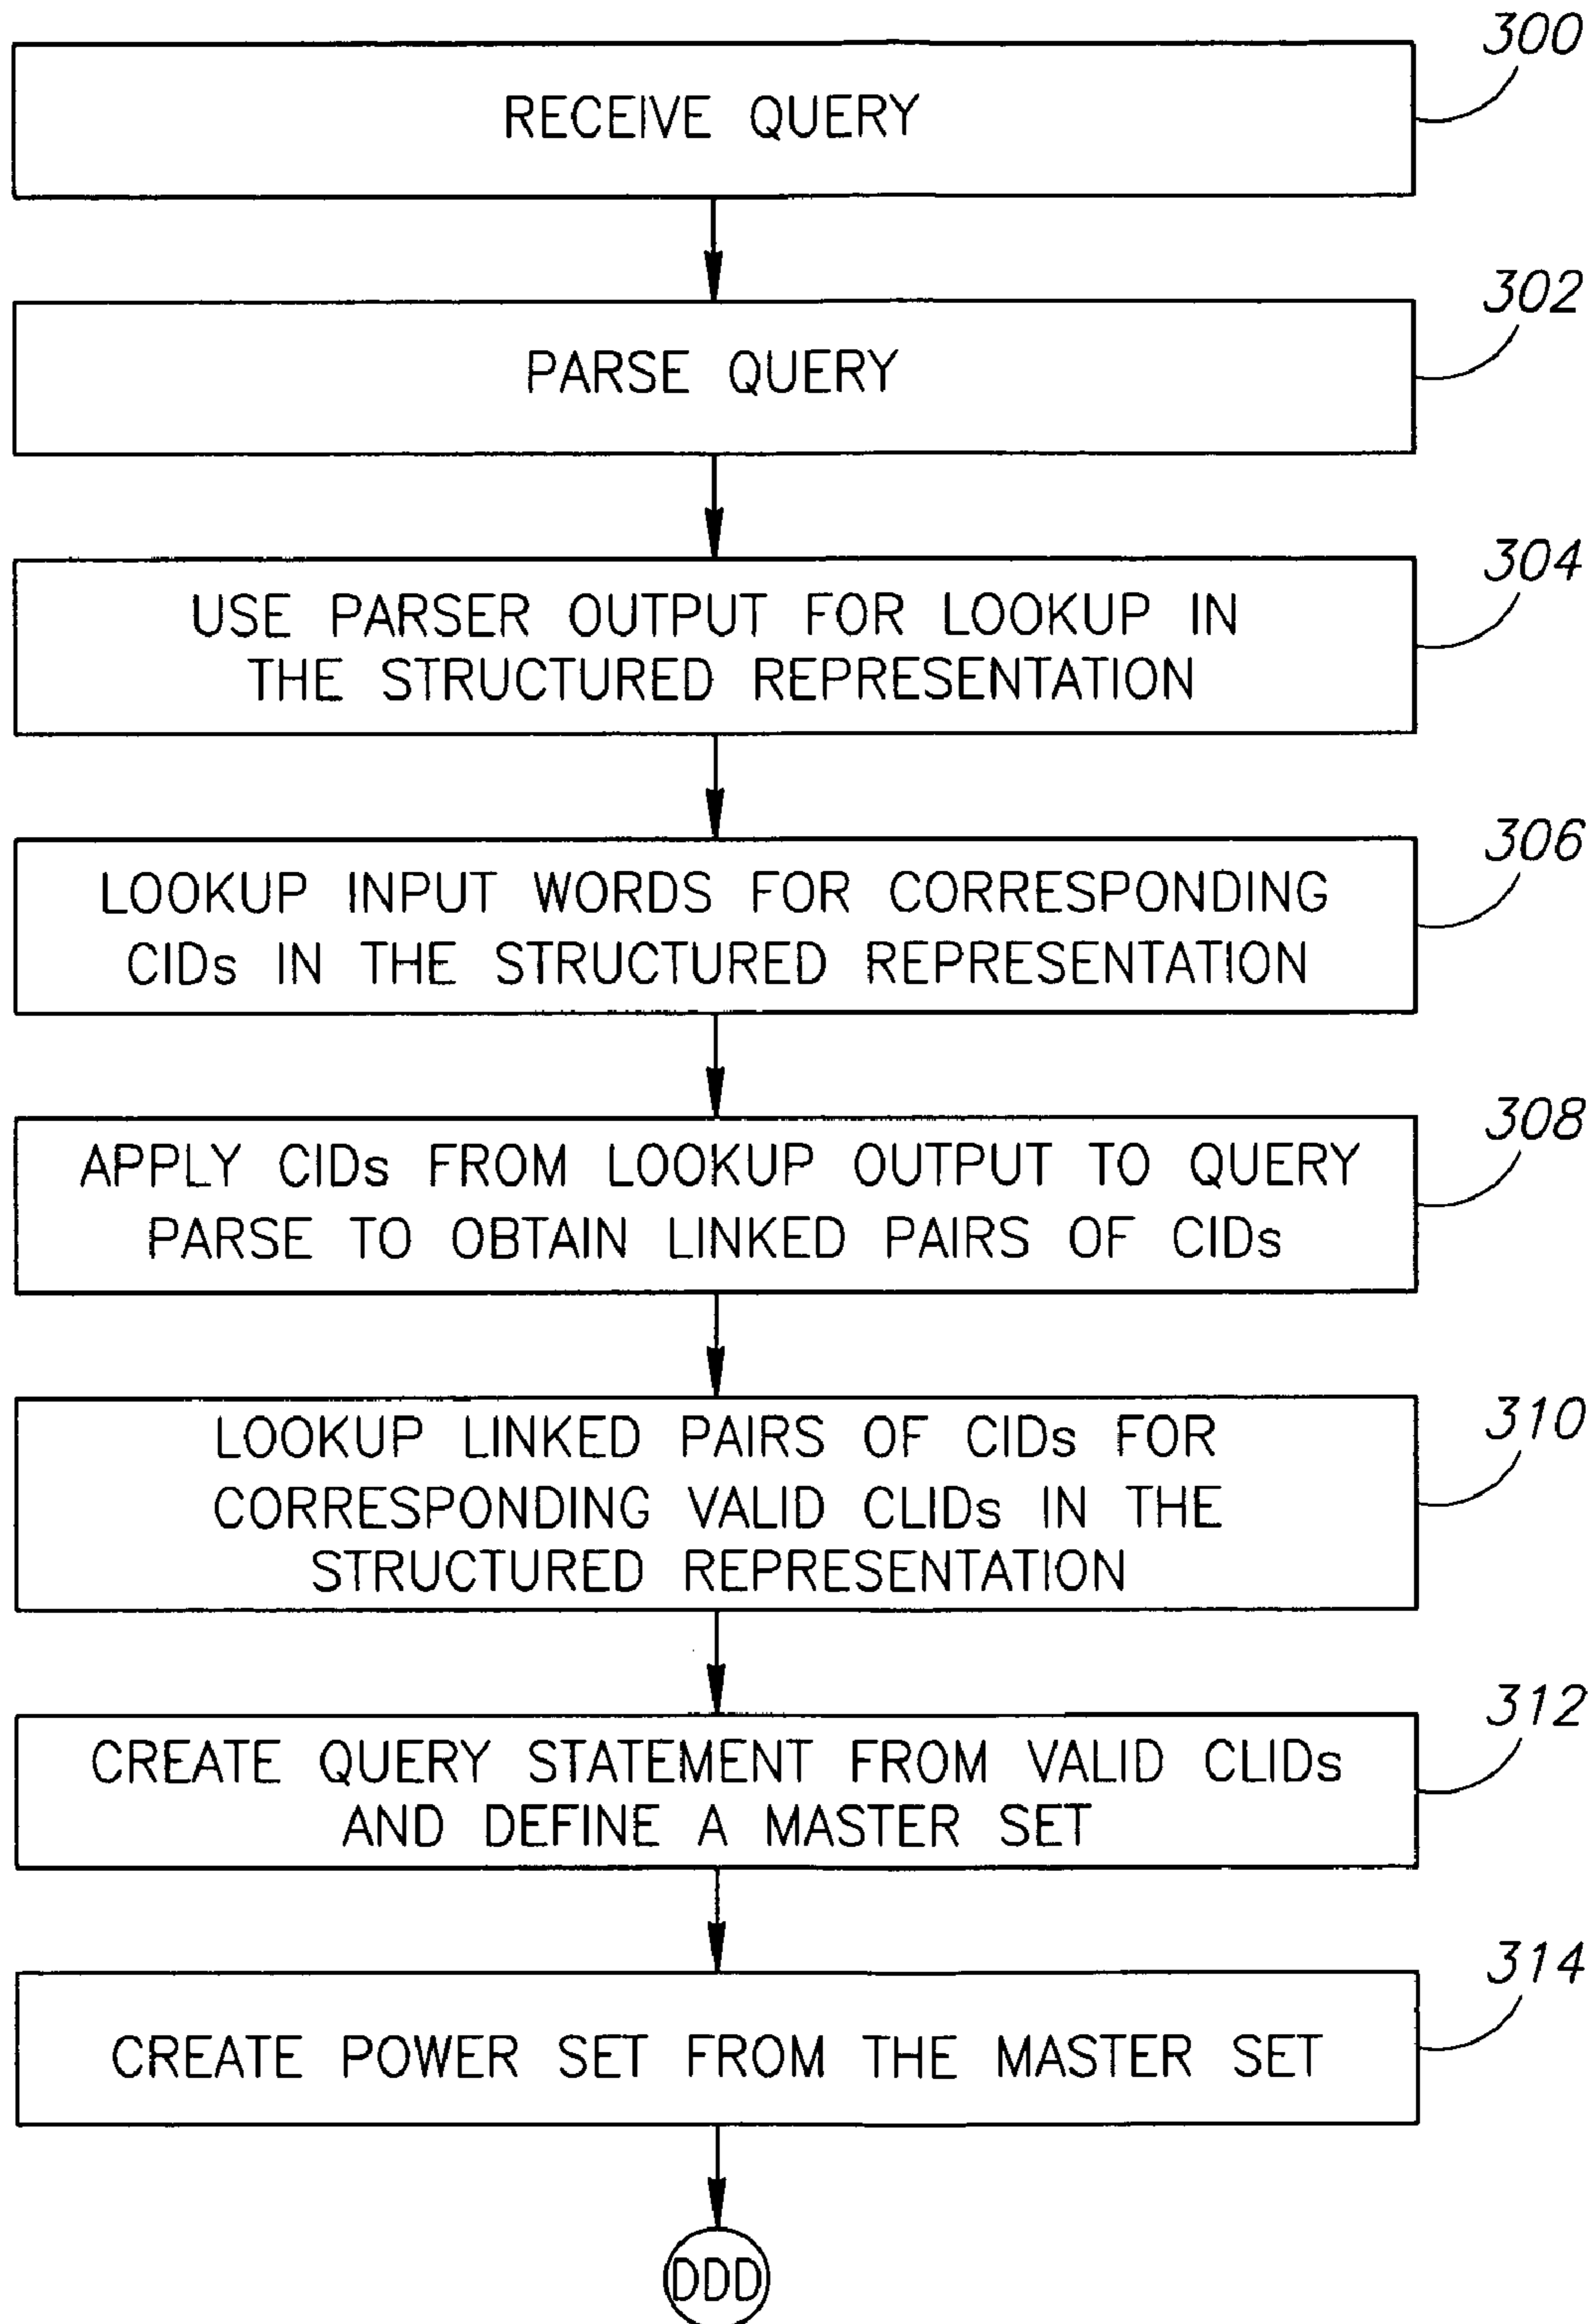 300
RECEIVE QUERY
302
PARSE QUERY
304
USE PARSER OUTPUT FOR LOOKUP IN
THE STRUCTURED REPRESENTATION
306
LOOKUP INPUT WORDS FOR CORRESPONDING
CIDs IN THE STRUCTURED REPRESENTATION
308
APPLY CIDs FROM LOOKUP OUTPUT TO QUERY
PARSE TO OBTAIN LINKED PAIRS OF CIDs
310
LOOKUP LINKED PAIRS OF CIDs FOR
CORRESPONDING VALID CLIDs IN THE
STRUCTURED REPRESENTATION
312
CREATE QUERY STATEMENT FROM VALID CLIDs
AND DEFINE A MASTER SET
314
CREATE POWER SET FROM THE MASTER SET
DDD